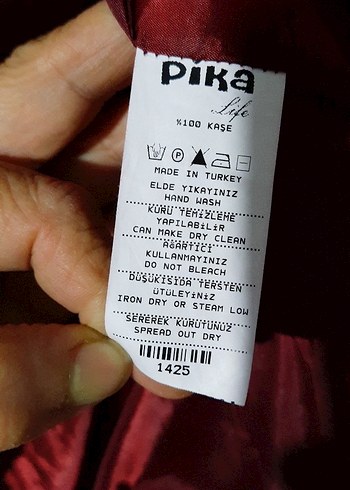 pika
Life
%100 KAŞE
P
MADE IN TURKEY
ELDE YIKAYINIZ
HAND WASH
KURU TEMİZLEME
YAPILABİLİR
CAN MAKE DRY CLEAN
AĞARTICI
KULLANMAYINIZ
DO NOT BLEACH
DÜŞÜKISIDA TERSTEN
ÜTÜLEYİNİZ
IRON DRY OR STEAM LOW
SEREREK KURUTUNUZ
SPREAD OUT DRY
1425